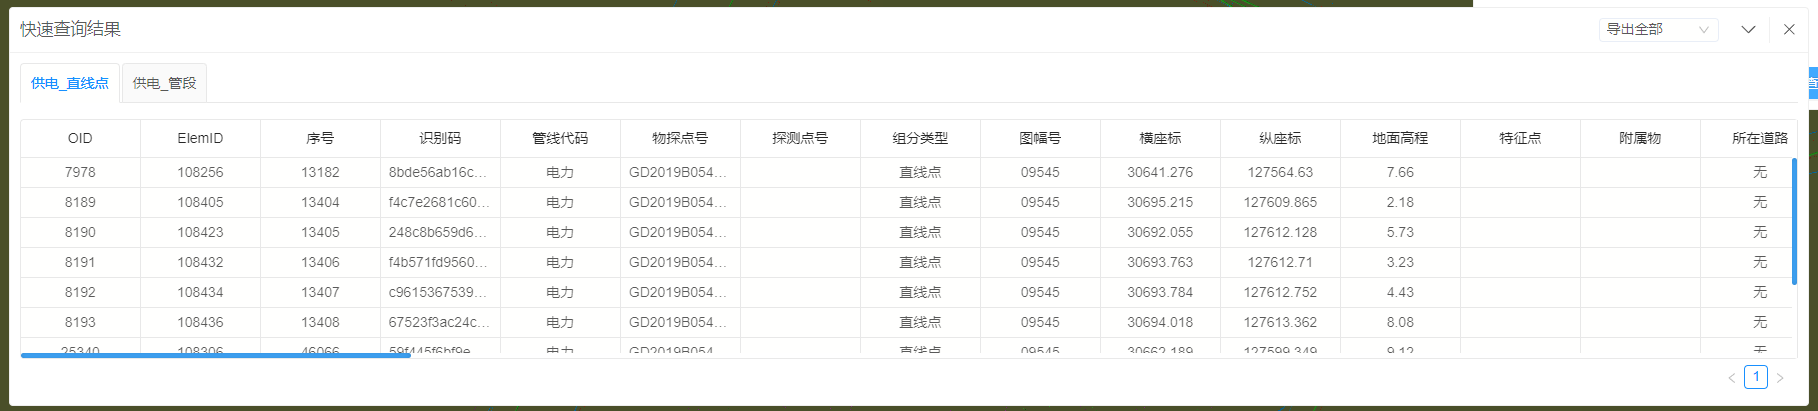 快速查询结果 导出全部
供电_直线点 供电_管段
查
OID ElemID 序号 识别码 管线代码 物探点号 探测点号 组分类型 图幅号 横座标 纵座标 地面高程 特征点 附属物 所在道路
7978 108256 13182 8bde56ab16c... 电力 GD2019B054... 直线点 09545 30641.276 127564.63 7.66 无
8189 108405 13404 f4c7e2681c60... 电力 GD2019B054... 直线点 09545 30695.215 127609.865 2.18 无
8190 108423 13405 248c8b659d6... 电力 GD2019B054... 直线点 09545 30692.055 127612.128 5.73 无
8191 108432 13406 f4b571fd9560... 电力 GD2019B054... 直线点 09545 30693.763 127612.71 3.23 无
8192 108434 13407 c9615367539... 电力 GD2019B054... 直线点 09545 30693.784 127612.752 4.43 无
8193 108436 13408 67523f3ac24c... 电力 GD2019B054... 直线点 09545 30694.018 127613.362 8.08 无
25340 108306 46066 59f445f6bf9e... 电力 GD2019B054... 直线点 09545 30662.189 127599.349 9.12 无
1